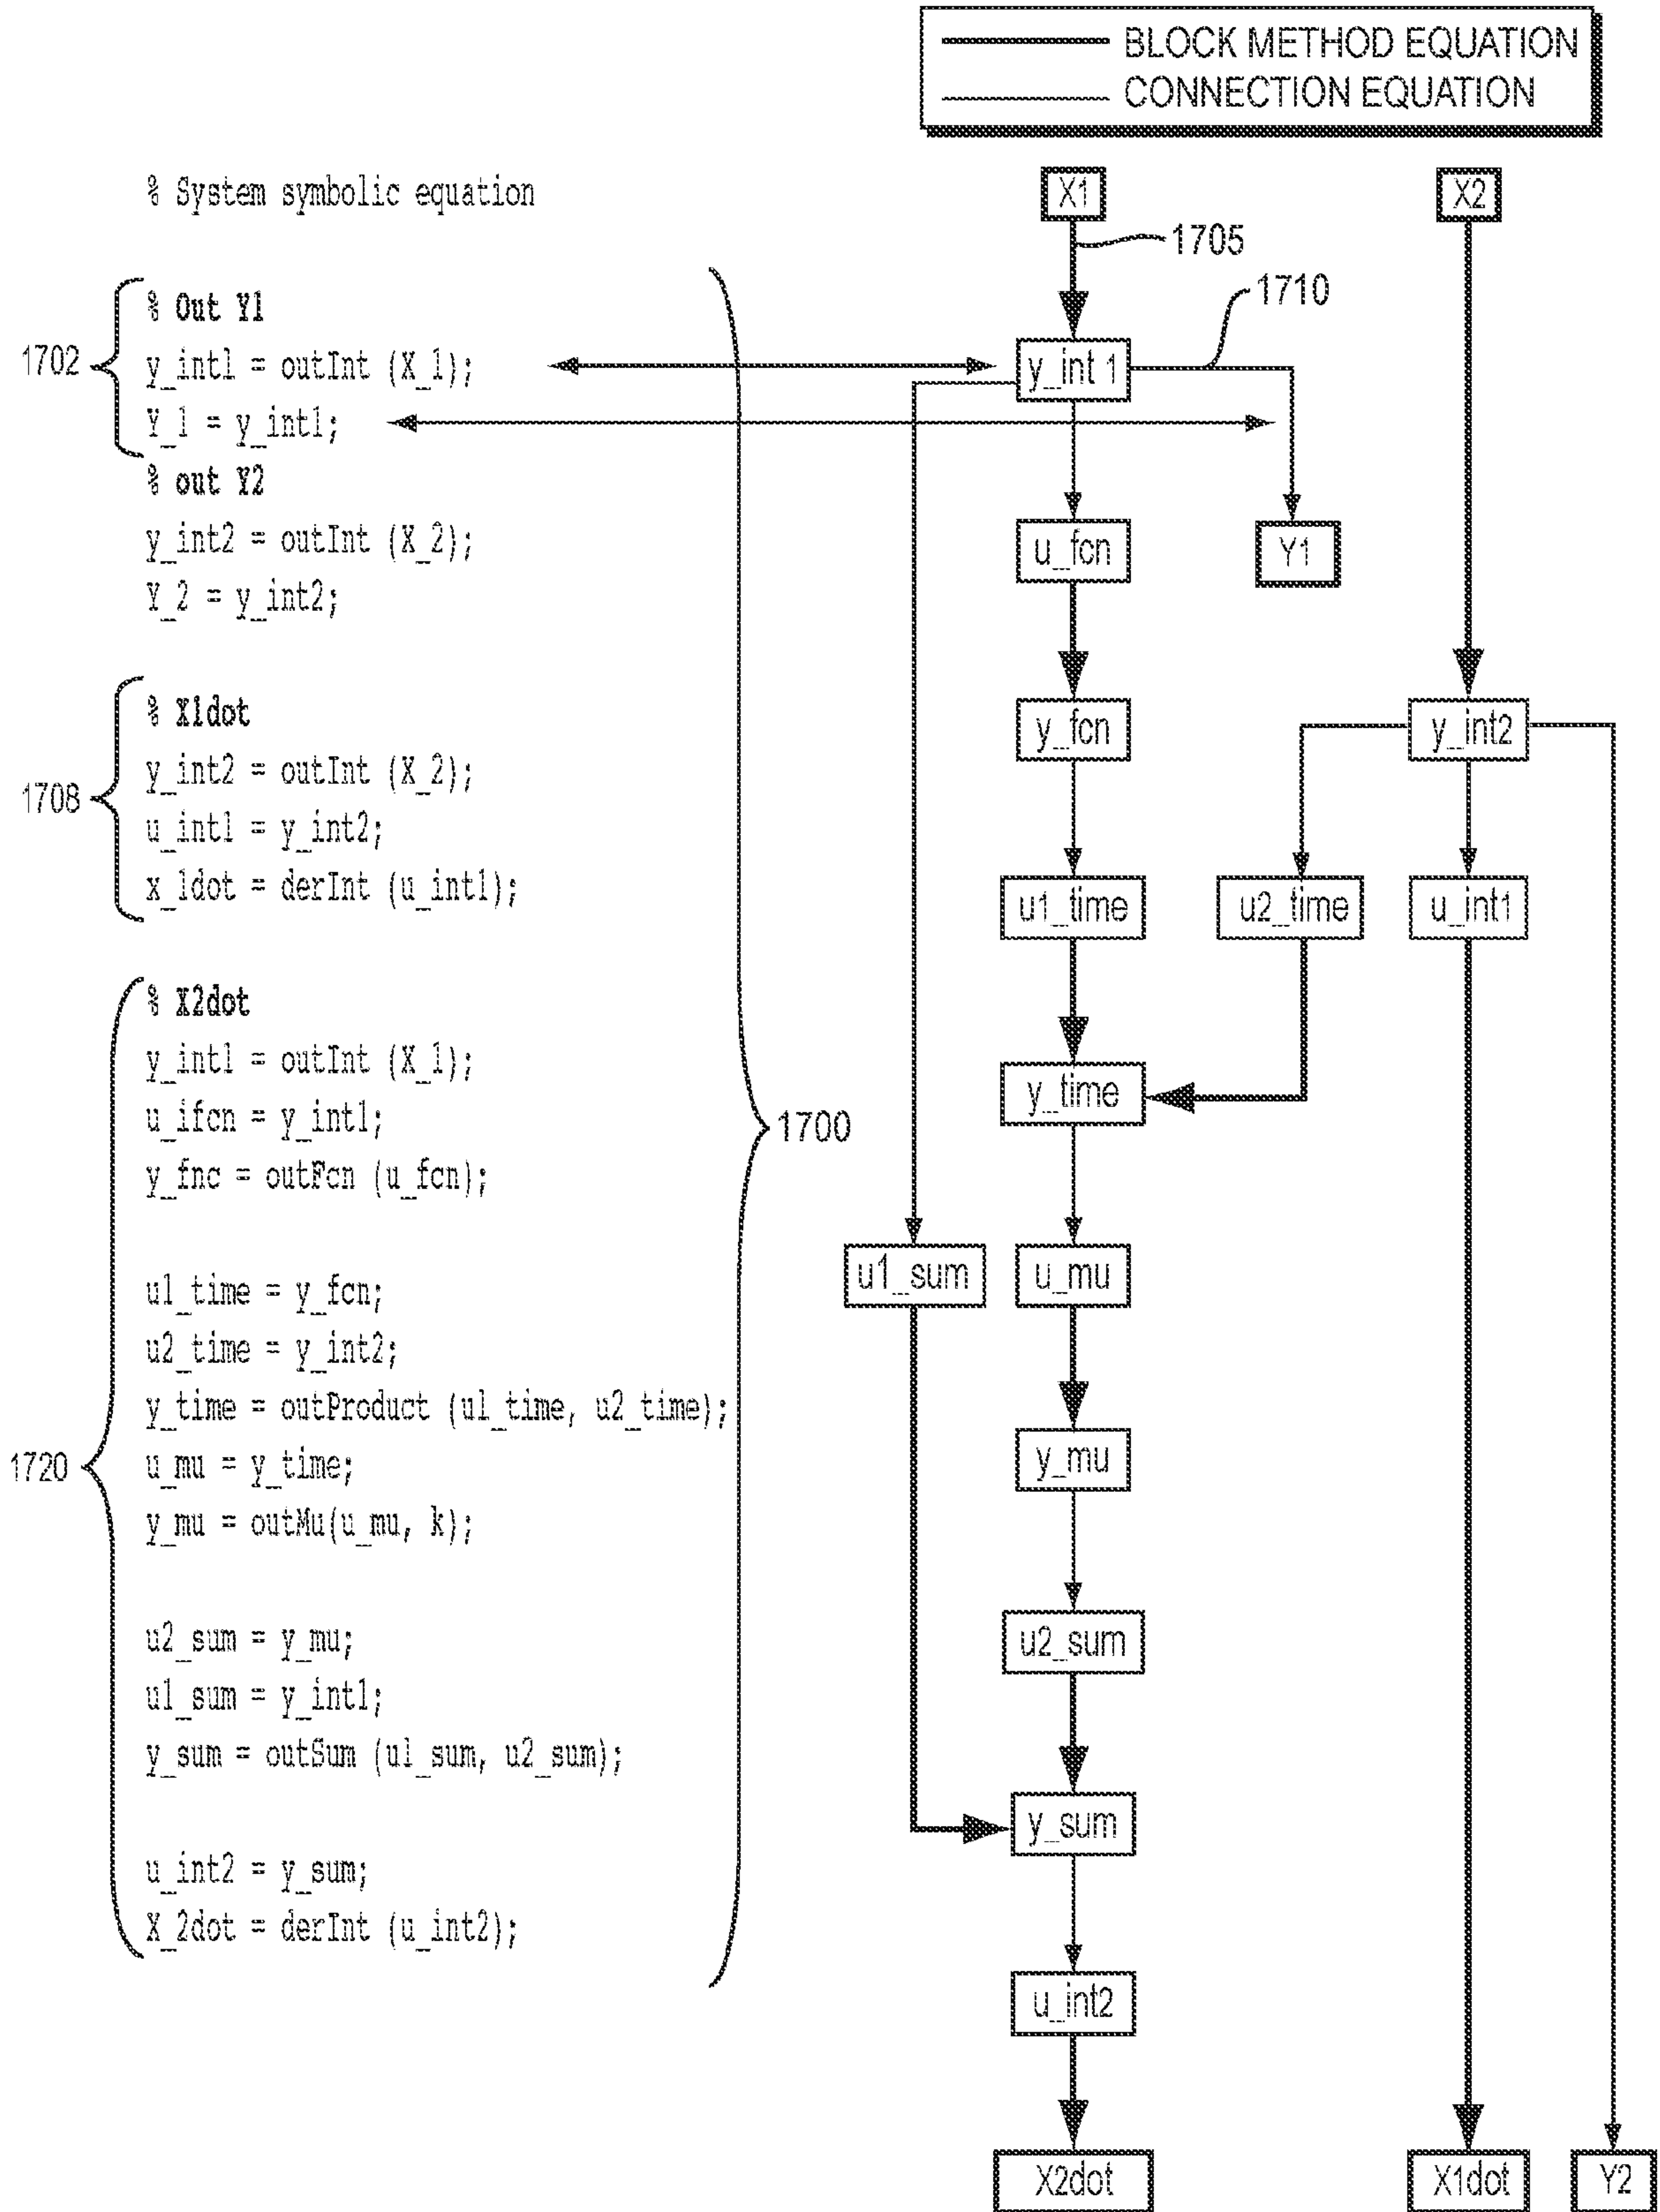 BLOCK METHOD EQUATION
CONNECTION EQUATION
% System symbolic equation
% Out Y1
y_int1 = outInt (X_1);
Y_1 = y_int1;
% out Y2
y_int2 = outInt (X_2);
Y_2 = y_int2;
% X1dot
y_int2 = outInt (X_2);
u_int1 = y_int2;
x_1dot = derInt (u_int1);
% X2dot
y_int1 = outInt (X_1);
u_ifcn = y_int1;
y_fnc = outFcn (u_fcn);
u1_time = y_fcn;
u2_time = y_int2;
y_time = outProduct (u1_time, u2_time);
u_mu = y_time;
y_mu = outMu(u_mu, k);
u2_sum = y_mu;
u1_sum = y_int1;
y_sum = outSum (u1_sum, u2_sum);
u_int2 = y_sum;
X_2dot = derInt (u_int2);
1702
1708
1720
1700
X1
X2
1705
1710
y_int 1
u_fcn
Y1
y_fcn
y_int2
u1_time
u2_time
u_int1
y_time
u1_sum
u_mu
y_mu
u2_sum
y_sum
u_int2
X2dot
X1dot
Y2